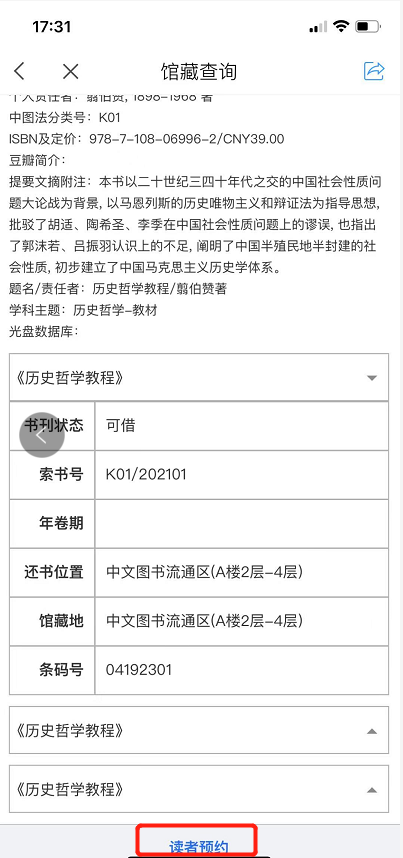 17:31
馆藏查询
个人责任者：翦伯赞, 1898-1968 著
中图法分类号：K01
ISBN及定价：978-7-108-06996-2/CNY39.00
豆瓣简介：
提要文摘附注：本书以二十世纪三四十年代之交的中国社会性质问
题大论战为背景, 以马恩列斯的历史唯物主义和辩证法为指导思想,
批驳了胡适、陶希圣、李季在中国社会性质问题上的谬误, 也指出
了郭沫若、吕振羽认识上的不足, 阐明了中国半殖民地半封建的社
会性质, 初步建立了中国马克思主义历史学体系。
题名/责任者：历史哲学教程/翦伯赞著
学科主题：历史哲学-教材
光盘数据库：
《历史哲学教程》
书刊状态 可借
索书号 K01/202101
年卷期
还书位置 中文图书流通区(A楼2层-4层)
馆藏地 中文图书流通区(A楼2层-4层)
条码号 04192301
《历史哲学教程》
《历史哲学教程》
读者预约